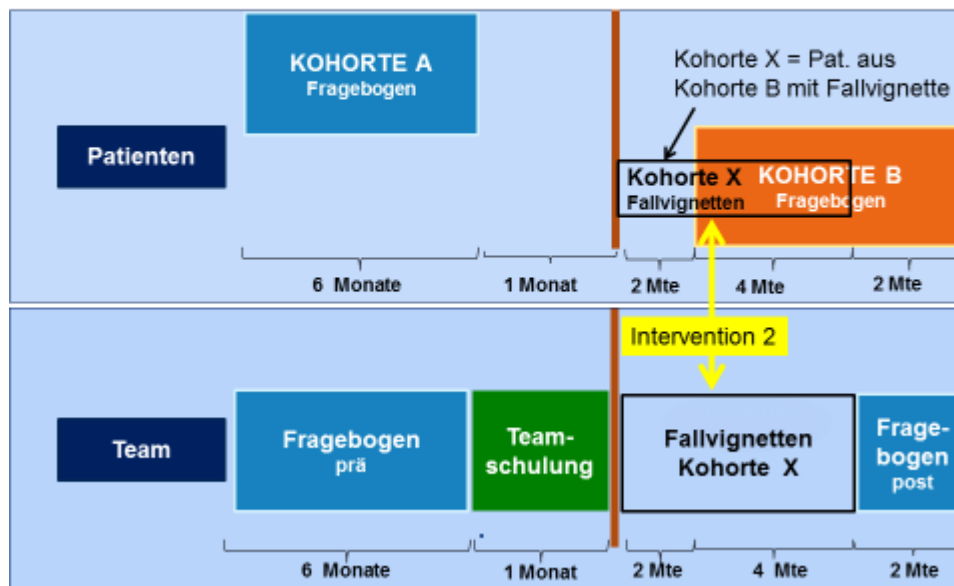 KOHORTE A
Fragebogen
Kohorte X = Pat. aus
Kohorte B mit Fallvignette
Patienten
Kohorte X
Fallvignetten
KOHORTE B
Fragebogen
6 Monate
1 Monat
2 Mte
4 Mte
2 Mte
Intervention 2
Team
Fragebogen
prä
Team-
schulung
Fallvignetten
Kohorte X
Frage-
bogen
post
6 Monate
1 Monat
2 Mte
4 Mte
2 Mte